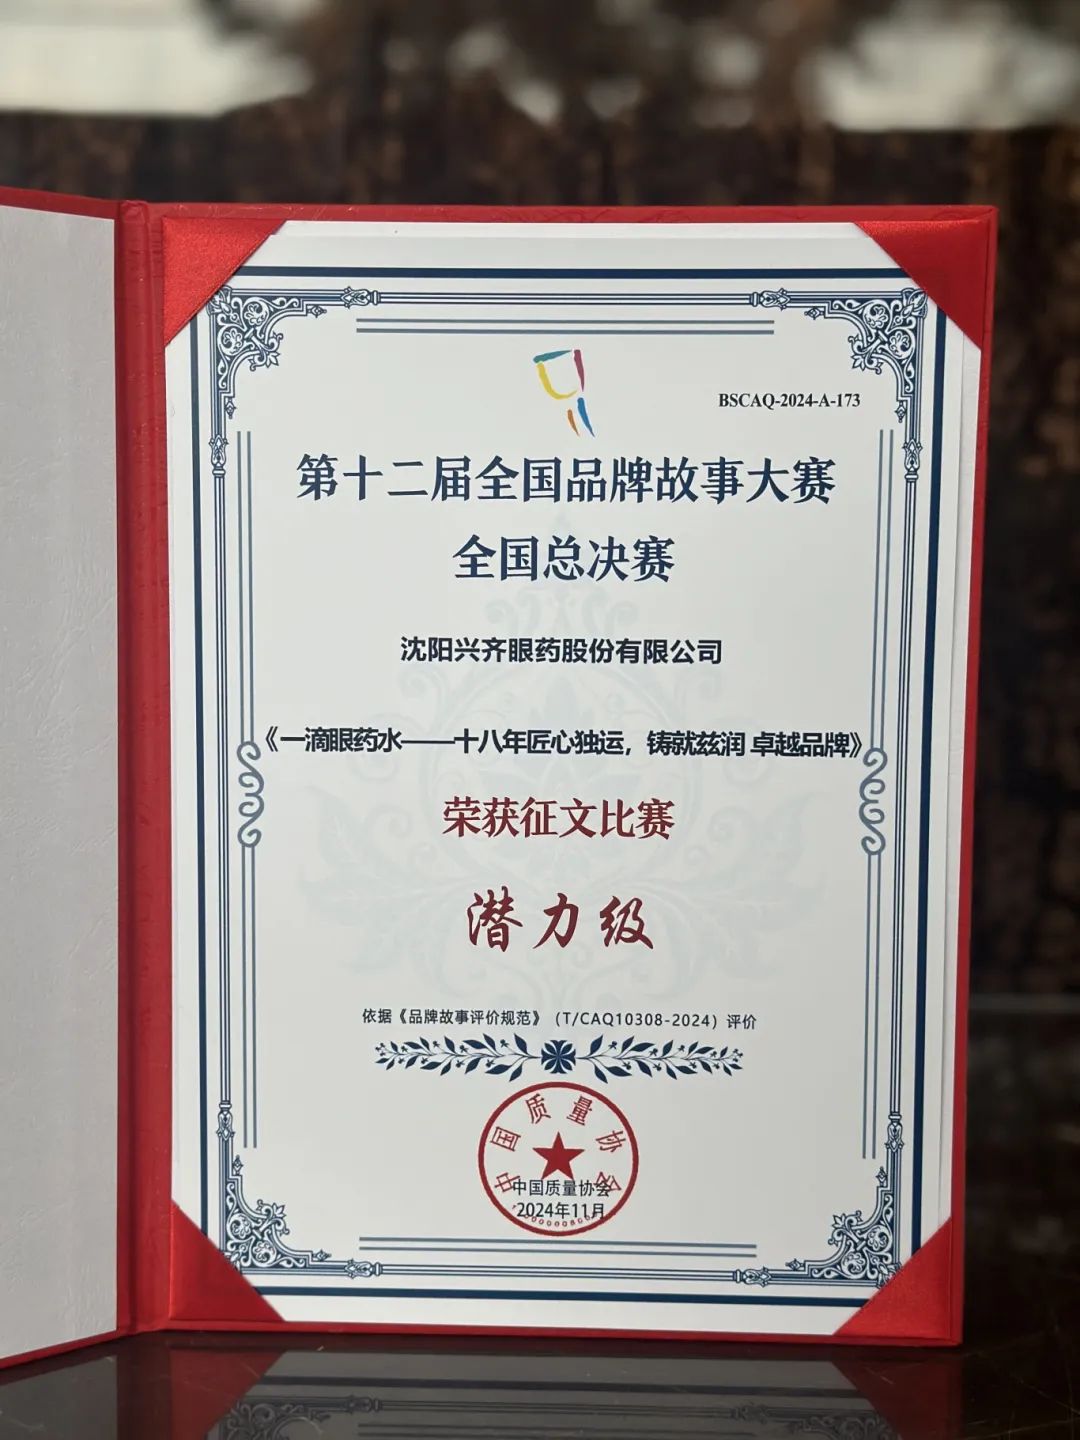 BSCAQ-2024-A-173
第十二届全国品牌故事大赛
全国总决赛
沈阳兴齐眼药股份有限公司
《一滴眼药水——十八年匠心独运，铸就兹润 卓越品牌》
荣获征文比赛
潜力级
依据《品牌故事评价规范》（T/CAQ10308-2024）评价
中国质量协会
中国质量协会
2024年11月